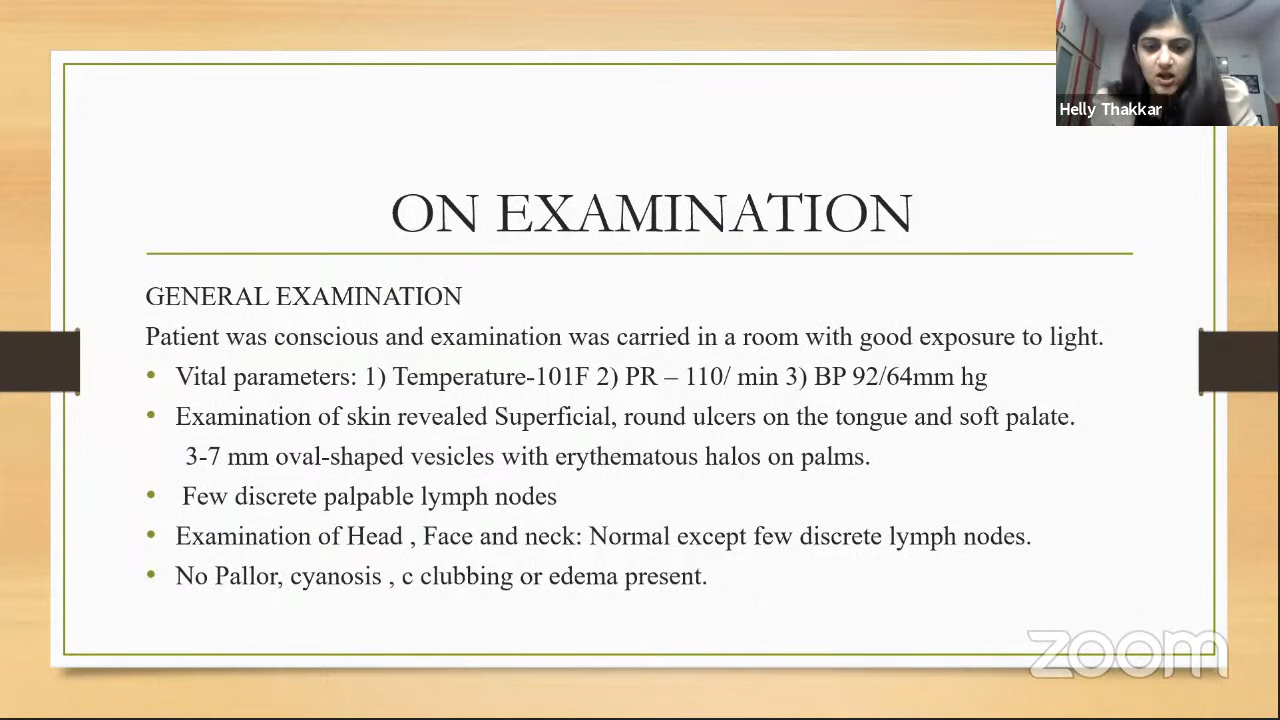 Helly Thakkar
ON EXAMINATION
GENERAL EXAMINATION
Patient was conscious and examination was carried in a room with good exposure to light.
• Vital parameters: 1) Temperature-101F 2) PR – 110/ min 3) BP 92/64mm hg
• Examination of skin revealed Superficial, round ulcers on the tongue and soft palate.
3-7 mm oval-shaped vesicles with erythematous halos on palms.
• Few discrete palpable lymph nodes
• Examination of Head , Face and neck: Normal except few discrete lymph nodes.
• No Pallor, cyanosis , c clubbing or edema present.
zoom